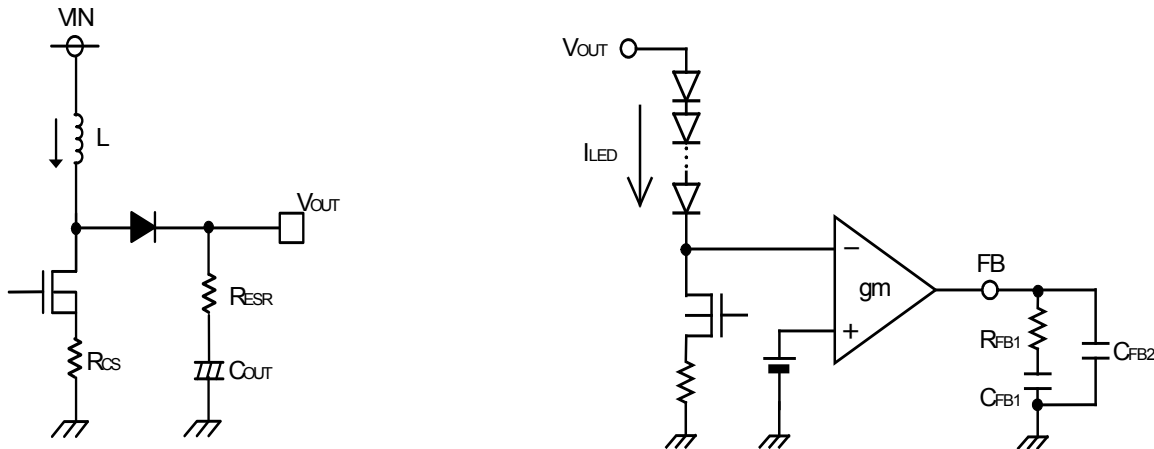 VIN
L
VOUT
RESR
RCS
COUT
VOUT
ILED
−
gm
+
FB
RFB1
CFB2
CFB1